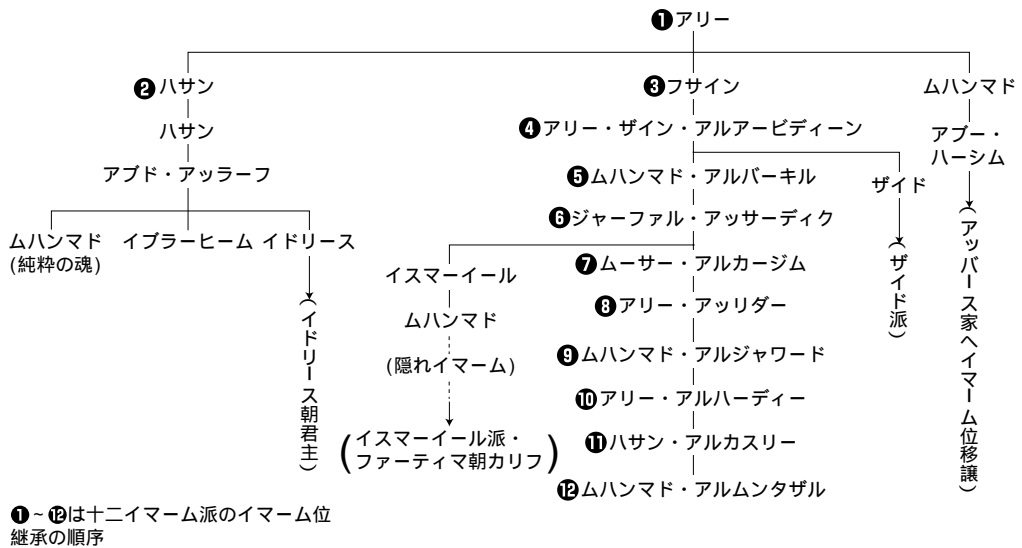 ❶アリー
❷ハサン
❸フサイン
ムハンマド
ハサン
❹アリー・ザイン・アルアービディーン
アブー・
ハーシム
アブド・アッラーフ
❺ムハンマド・アルバーキル
ザイド
❻ジャーファル・アッサーディク
ムハンマド
(純粋の魂)
イブラーヒーム
イドリース
イスマーイール
❼ムーサー・アルカージム
(ザイド派)
(アッバース家へイマーム位移譲)
ムハンマド
❽アリー・アッリダー
(イドリース朝君主)
(隠れイマーム)
❾ムハンマド・アルジャワード
❿アリー・アルハーディー
(イスマーイール派・
ファーティマ朝カリフ)
⓫ハサン・アルカスリー
⓬ムハンマド・アルムンタザル
❶~⓬は十二イマーム派のイマーム位
継承の順序